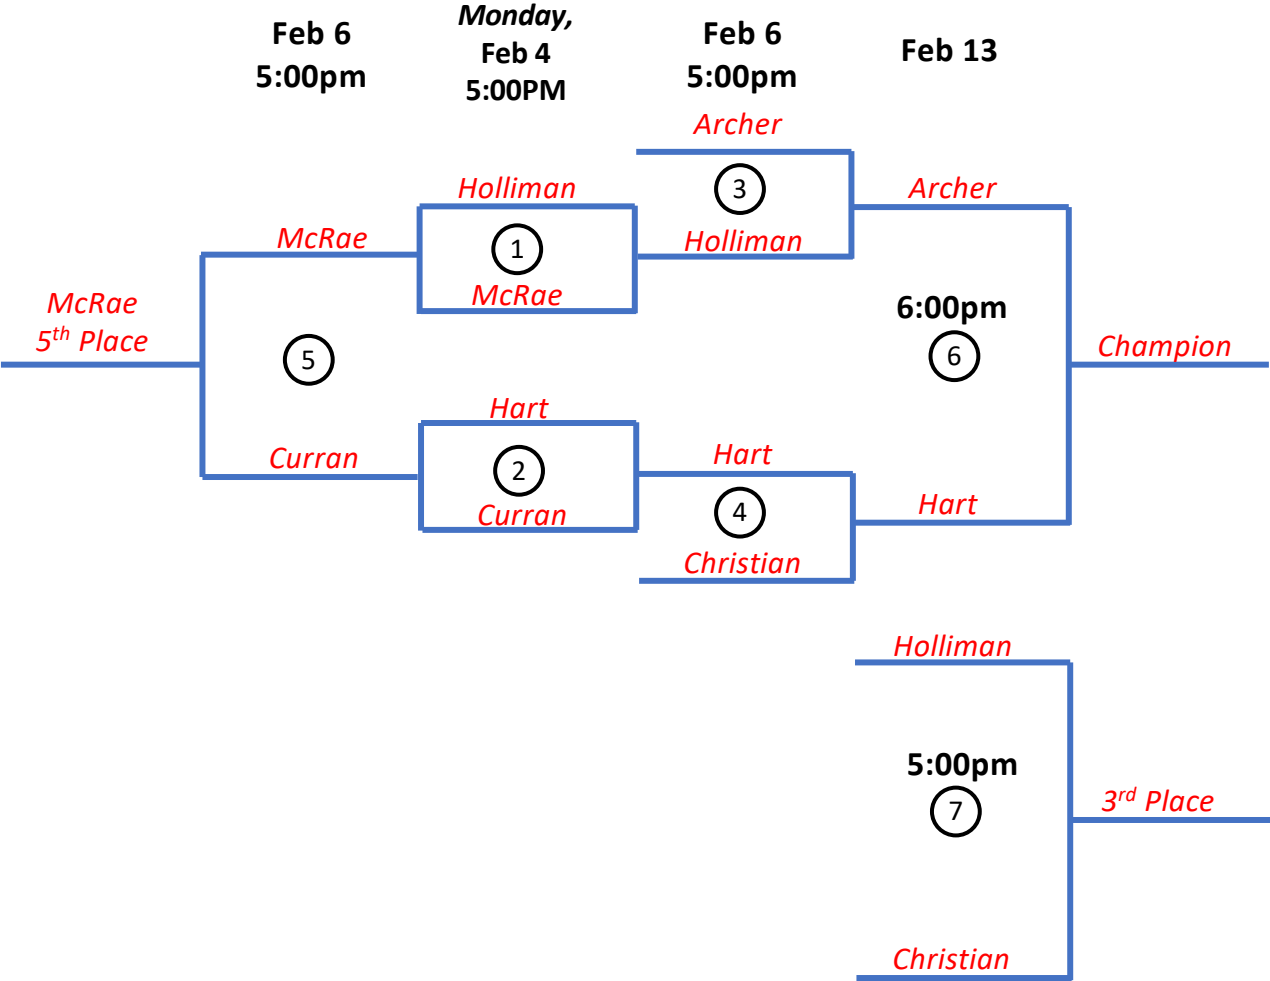 Feb 6
5:00pm
Monday,
Feb 4
5:00PM
Feb 6
5:00pm
Feb 13
Archer
3
Holliman
Archer
McRae
1
Holliman
McRae
6:00pm
McRae
5th Place
5
6
Champion
Hart
Curran
2
Hart
Curran
4
Hart
Christian
Holliman
5:00pm
7
3rd Place
Christian